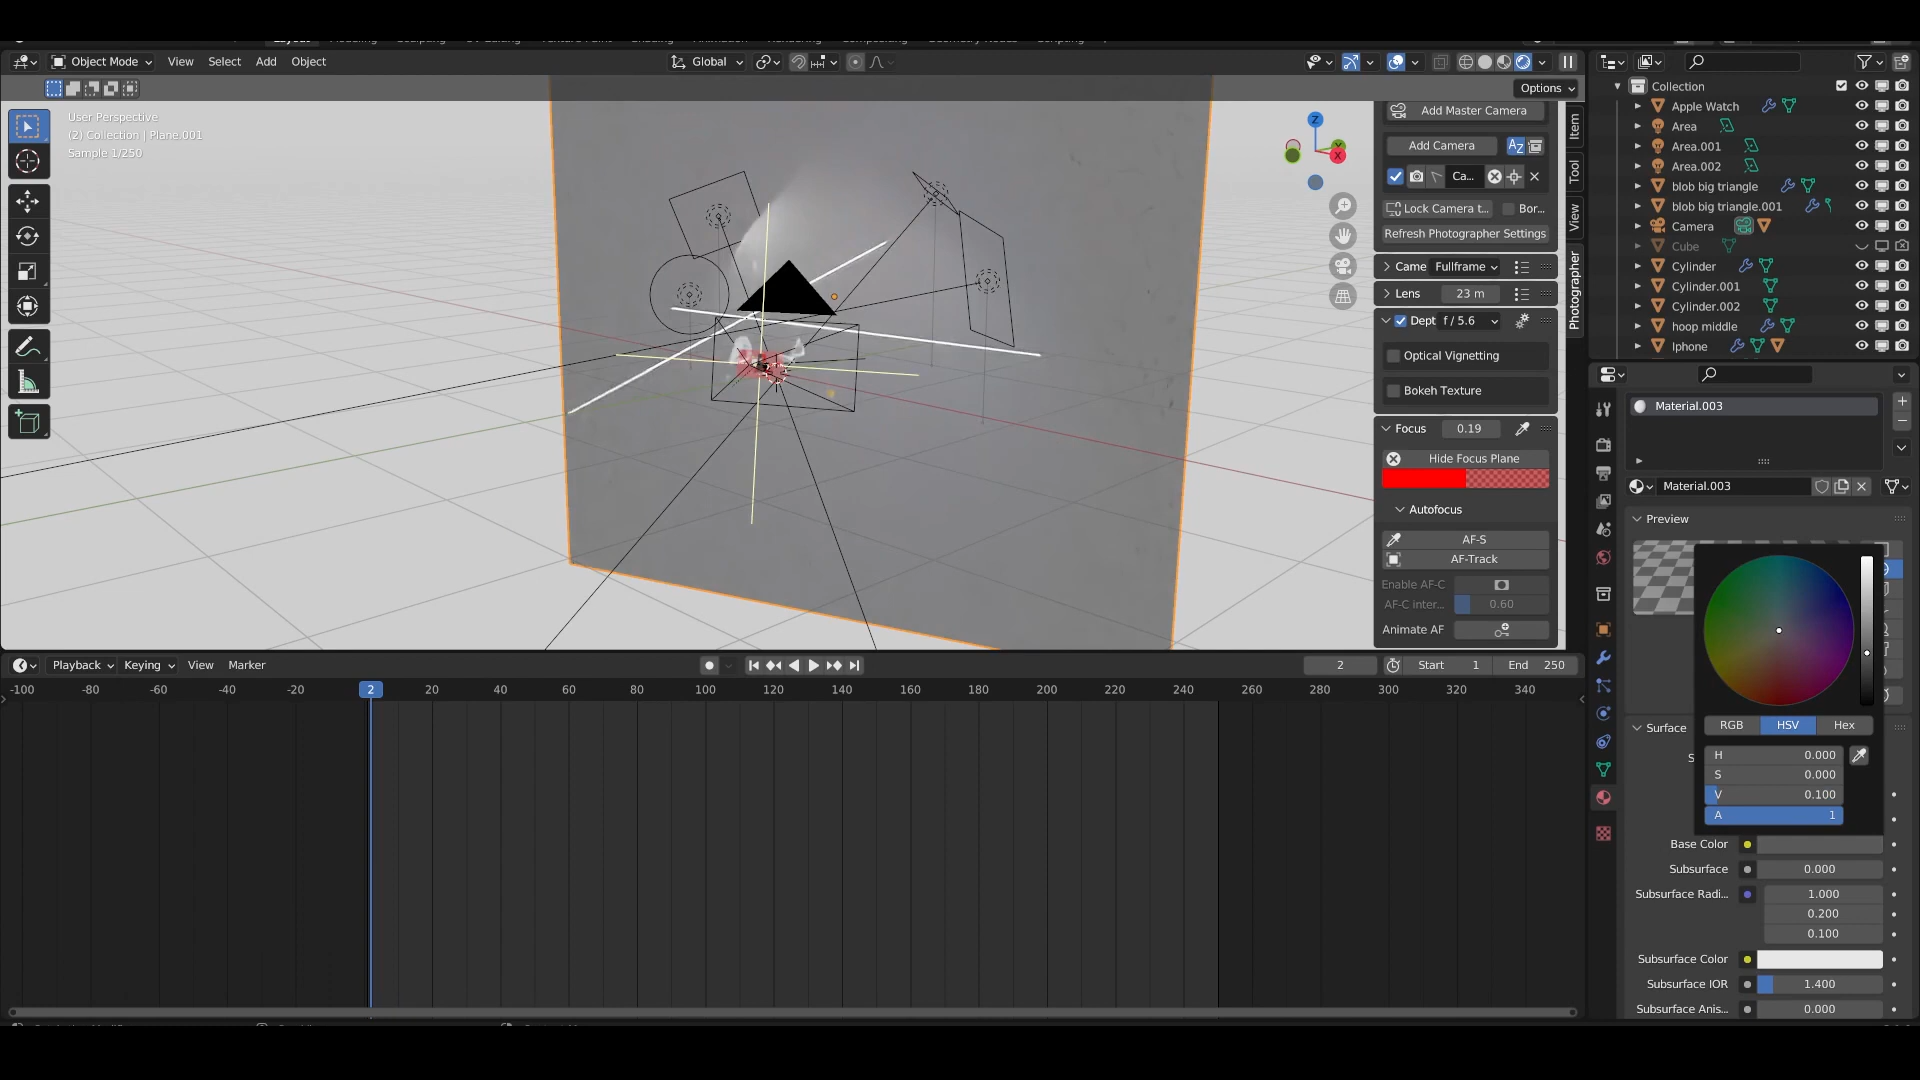 Object Mode View Select Add Object Global
Options
User Perspective
(2) Collection | Plane.001
Sample 1/250
Z
X
Add Master Camera
Add Camera
Ca...
Lock Camera t... Bor...
Refresh Photographer Settings
Came Fullframe
Lens 23 m
Dept f / 5.6
Optical Vignetting
Bokeh Texture
Focus 0.19
Hide Focus Plane
Autofocus
AF-S
AF-Track
Enable AF-C
AF-C inter... 0.60
Animate AF
Item
Tool
View
Photographer
Collection
Apple Watch
Area
Area.001
Area.002
blob big triangle
blob big triangle.001
Camera
Cube
Cylinder
Cylinder.001
Cylinder.002
hoop middle
Iphone
Material.003
Material.003
Preview
RGB HSV Hex
H 0.000
S 0.000
V 0.100
A 1
Surface
S
Base Color
Subsurface 0.000
Subsurface Radi... 1.000
0.200
0.100
Subsurface Color
Subsurface IOR 1.400
Subsurface Anis... 0.000
Playback Keying View Marker 2 Start 1 End 250
-100 -80 -60 -40 -20 2 20 40 60 80 100 120 140 160 180 200 220 240 260 280 300 320 340